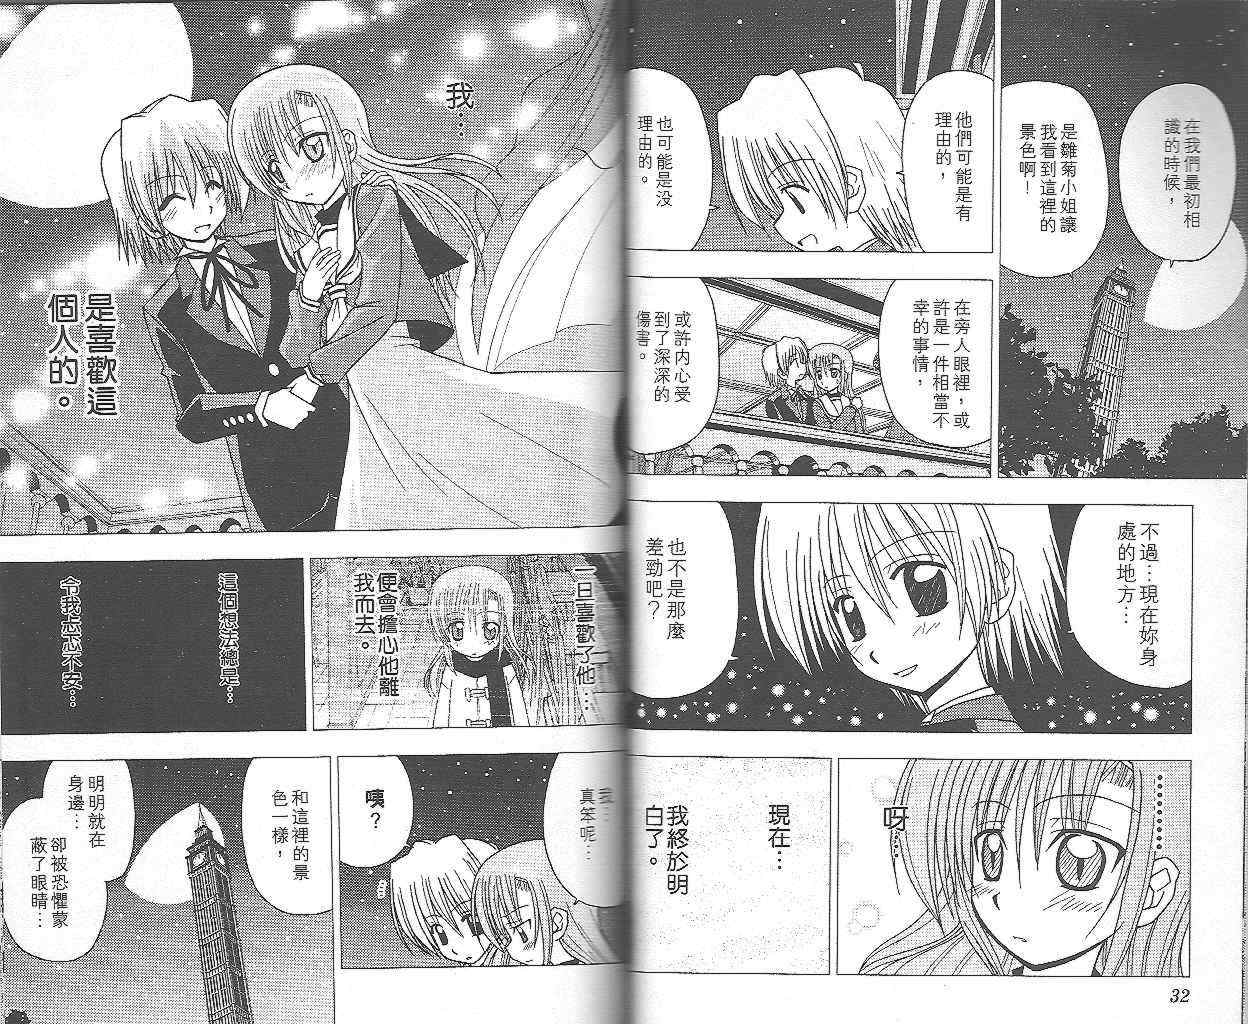 在我們最初相
識的時候，
是雛菊小姐讓
我看到這裡的
景色啊！
他們可能是有
理由的，
也可能是没
理由的。
在旁人眼裡，或
許是一件相當不
幸的事情，
或許内心受
到了深深的
傷害。
不過…現在妳身
處的地方…
也不是那麼
差勁吧？
……
呀……
現在…
我終於明
白了。
32
我……
是喜歡這
個人的。
一旦喜歡了他…
便會擔心他離
我而去。
這個想法總是…
令我忐忑不安…
真笨呢…
咦？
和這裡的景
色一樣，
明明就在
身邊…
卻被恐懼蒙
蔽了眼睛…